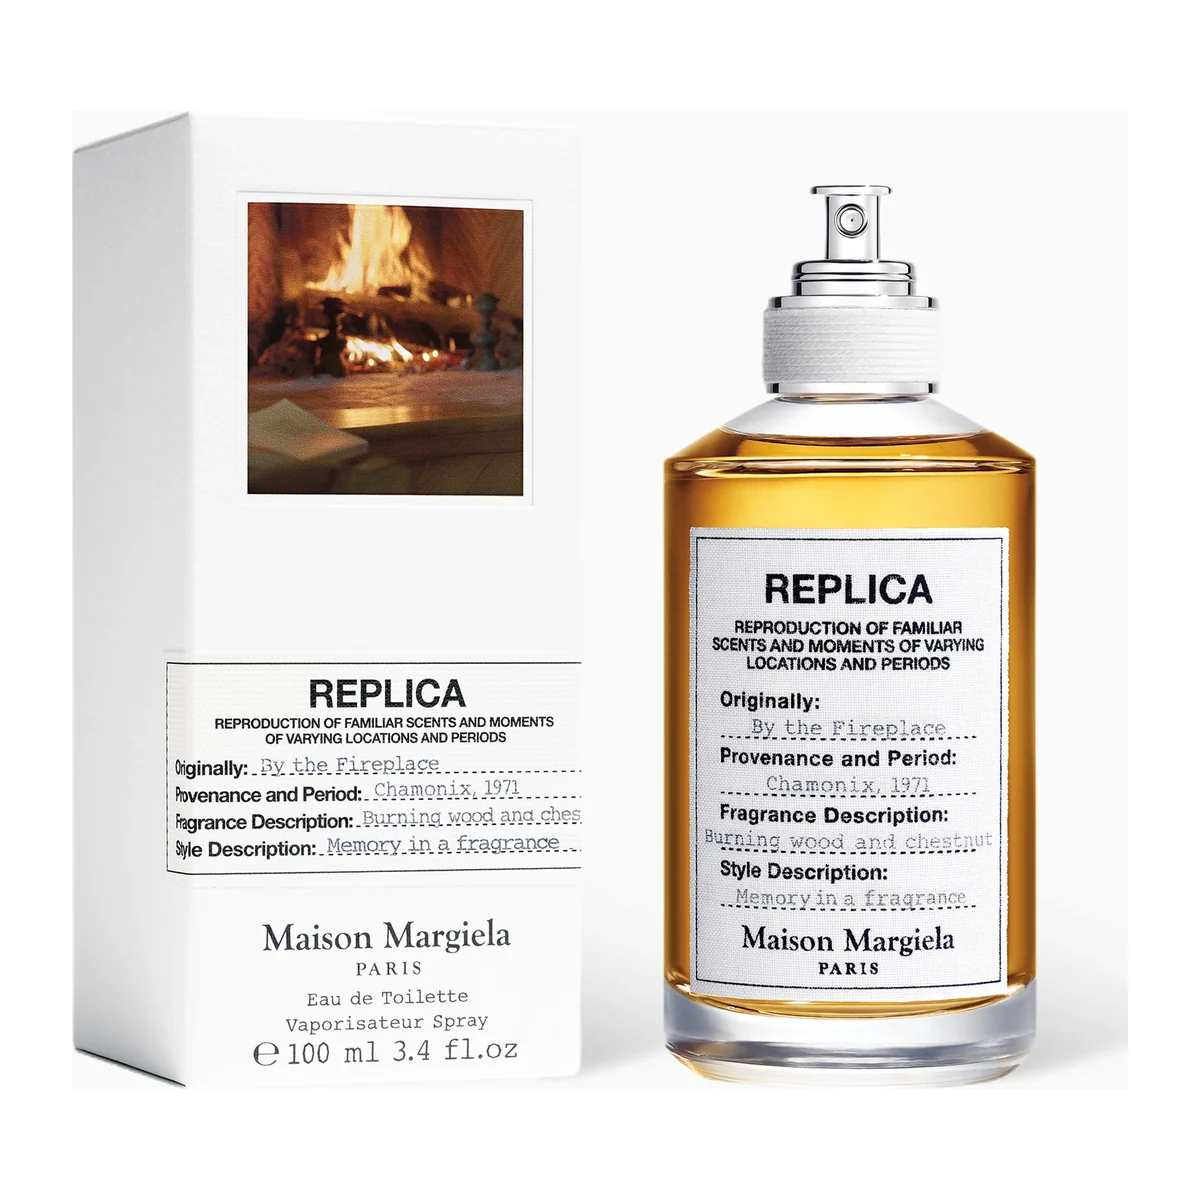 REPLICA
REPRODUCTION OF FAMILIAR SCENTS AND MOMENTS
OF VARYING LOCATIONS AND PERIODS
Originally: By the Fireplace
Provenance and Period: Chamonix, 1971
Fragrance Description: Burning wood and ches
Style Description: Memory in a fragrance
Maison Margiela
PARIS
Eau de Toilette
Vaporisateur Spray
℮ 100 ml 3.4 fl.oz
REPLICA
REPRODUCTION OF FAMILIAR
SCENTS AND MOMENTS OF VARYING
LOCATIONS AND PERIODS
Originally:
By the Fireplace
Provenance and Period:
Chamonix, 1971
Fragrance Description:
Burning wood and chestnut
Style Description:
Memory in a fragrance
Maison Margiela
PARIS